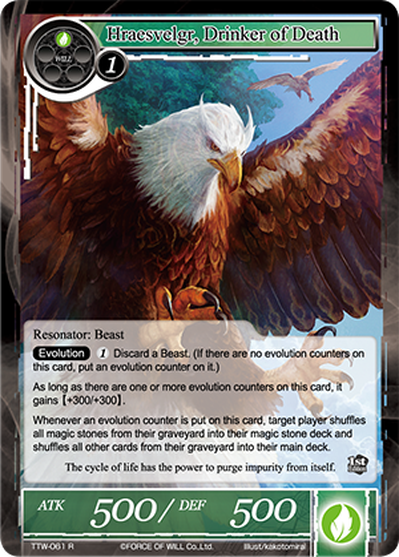 Hraesvelgr, Drinker of Death
WILL
1
Resonator: Beast
Evolution 1 Discard a Beast. (If there are no evolution counters on
this card, put an evolution counter on it.)
As long as there are one or more evolution counters on this card, it
gains【+300/+300】.
Whenever an evolution counter is put on this card, target player shuffles
all magic stones from their graveyard into their magic stone deck and
shuffles all other cards from their graveyard into their main deck.
The cycle of life has the power to purge impurity from itself.
1st
Edition
ATK 500 / DEF 500
TTW-061 R ©FORCE OF WILL Co.,Ltd. Illust/kakotomirai